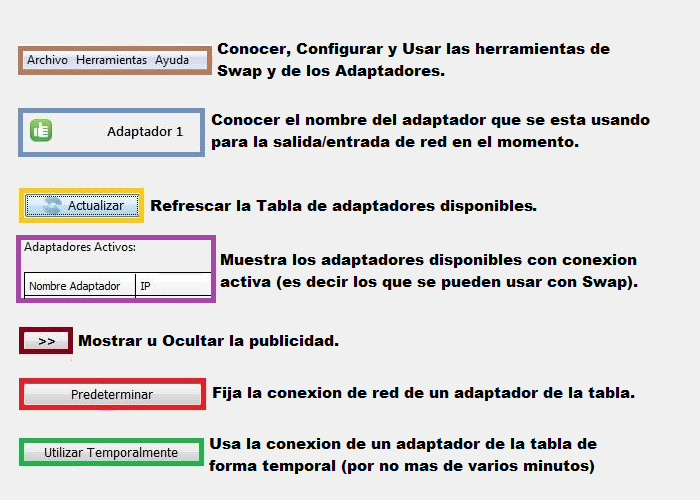 Archivo Herramientas Ayuda
Conocer, Configurar y Usar las herramientas de
Swap y de los Adaptadores.
Adaptador 1
Conocer el nombre del adaptador que se esta usando
para la salida/entrada de red en el momento.
Actualizar
Refrescar la Tabla de adaptadores disponibles.
Adaptadores Activos:
Nombre Adaptador IP
Muestra los adaptadores disponibles con conexion
activa (es decir los que se pueden usar con Swap).
>>
Mostrar u Ocultar la publicidad.
Predeterminar
Fija la conexion de red de un adaptador de la tabla.
Utilizar Temporalmente
Usa la conexion de un adaptador de la tabla de
forma temporal (por no mas de varios minutos)